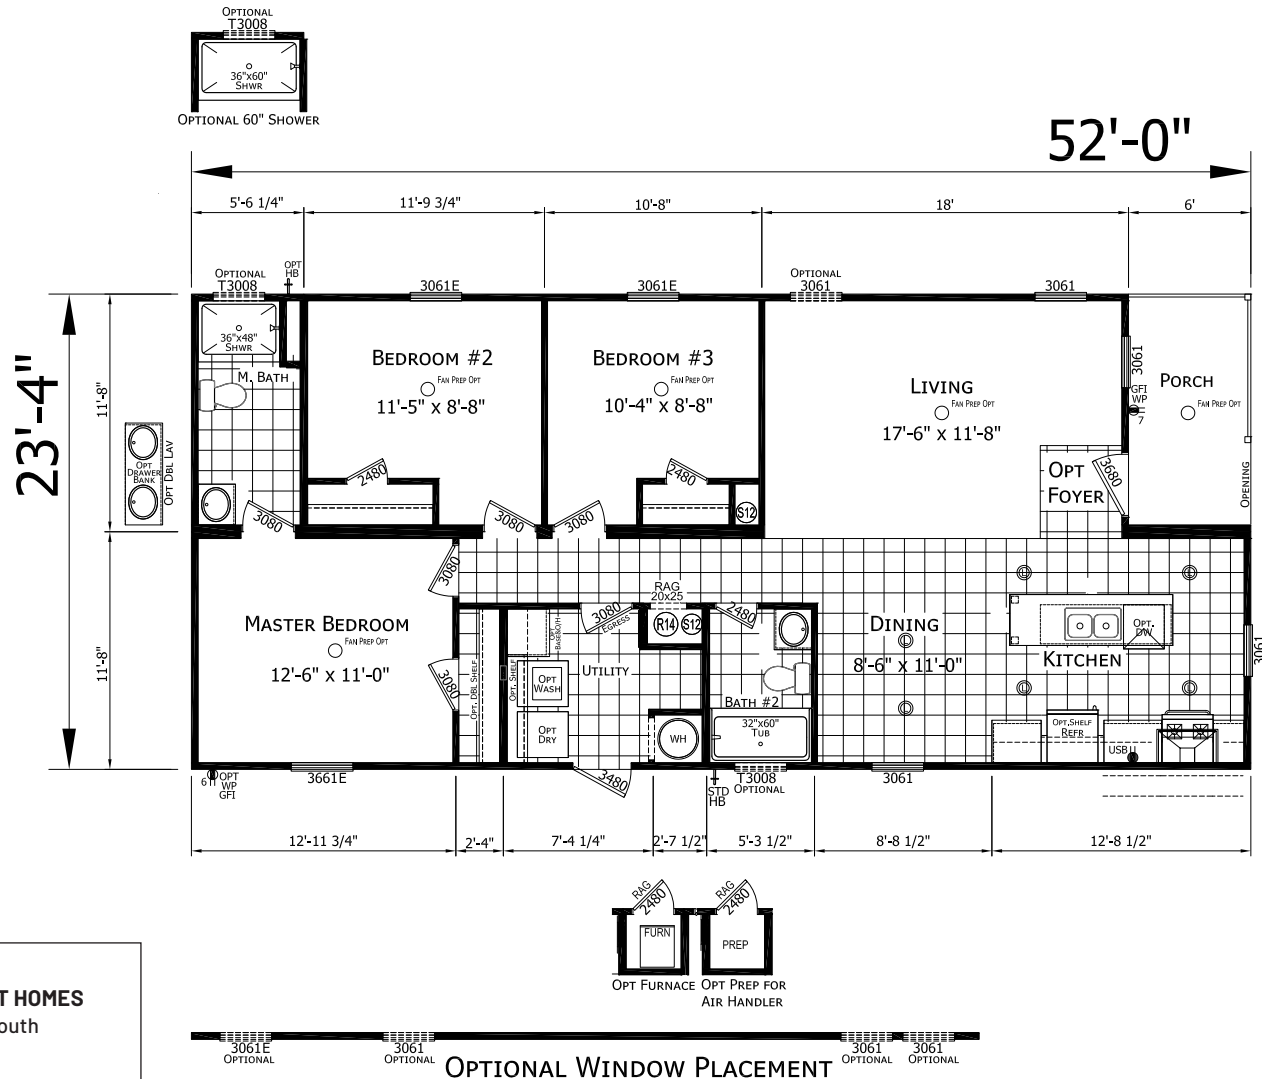 OPTIONAL
T3008
36"x60"
SHWR
OPTIONAL 60" SHOWER
52'-0"
5'-6 1/4"
11'-9 3/4"
10'-8"
18'
6'
OPTIONAL
T3008
OPT
HB
3061E
3061E
OPTIONAL
3061
3061
23'-4"
11'-8"
11'-8"
36"x48"
SHWR
M. BATH
OPT
DRAWER
BANK
OPT DBL LAV
3080
BEDROOM #2
FAN PREP OPT
11'-5" x 8'-8"
2480
3080
BEDROOM #3
FAN PREP OPT
10'-4" x 8'-8"
2480
3080
S12
LIVING
FAN PREP OPT
17'-6" x 11'-8"
3061
GFI
WP
7
PORCH
FAN PREP OPT
OPT
FOYER
3680
OPENING
MASTER BEDROOM
FAN PREP OPT
12'-6" x 11'-0"
3080
3080
OPT. DBL SHELF
OPT. SHELF
OPT
BASE&O/H
3080
EGRESS
RAG
20x25
R14
S12
UTILITY
OPT
WASH
OPT
DRY
WH
3480
2480
BATH #2
32"x60"
TUB
DINING
8'-6" x 11'-0"
OPT.
DW
KITCHEN
3061
OPT.SHELF
REFR
USB
3661E
6
OPT
WP
GFI
STD
HB
T3008
OPTIONAL
3061
12'-11 3/4"
2'-4"
7'-4 1/4"
2'-7 1/2"
5'-3 1/2"
8'-8 1/2"
12'-8 1/2"
RAG
2480
FURN
OPT FURNACE
RAG
2480
PREP
OPT PREP FOR
AIR HANDLER
T HOMES
outh
3061E
OPTIONAL
3061
OPTIONAL
OPTIONAL WINDOW PLACEMENT
3061
OPTIONAL
3061
OPTIONAL